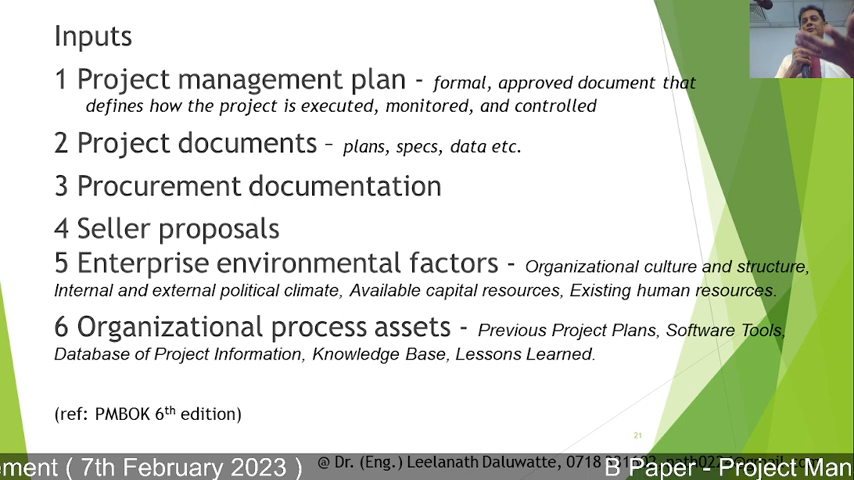 Inputs
1 Project management plan - formal, approved document that
defines how the project is executed, monitored, and controlled
2 Project documents – plans, specs, data etc.
3 Procurement documentation
4 Seller proposals
5 Enterprise environmental factors - Organizational culture and structure,
Internal and external political climate, Available capital resources, Existing human resources.
6 Organizational process assets - Previous Project Plans, Software Tools,
Database of Project Information, Knowledge Base, Lessons Learned.
(ref: PMBOK 6th edition)
21
@ Dr. (Eng.) Leelanath Daluwatte, 0718
ement ( 7th February 2023 ) B Paper - Project Man